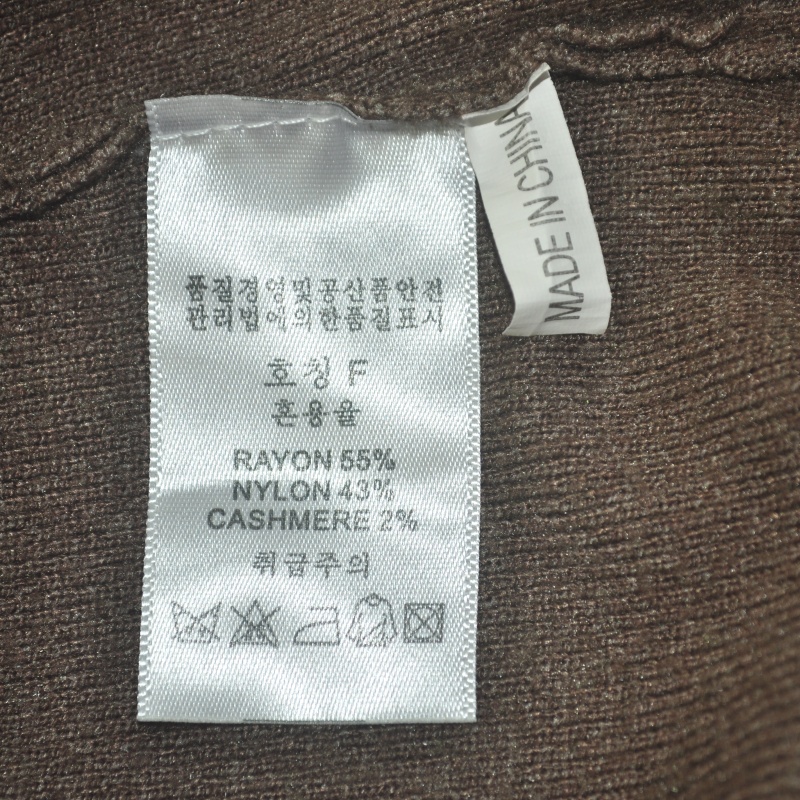 품질경영및공산품안전
관리법에의한품질표시
호칭 F
혼용율
RAYON 55%
NYLON 43%
CASHMERE 2%
취급주의
MADE IN CHINA